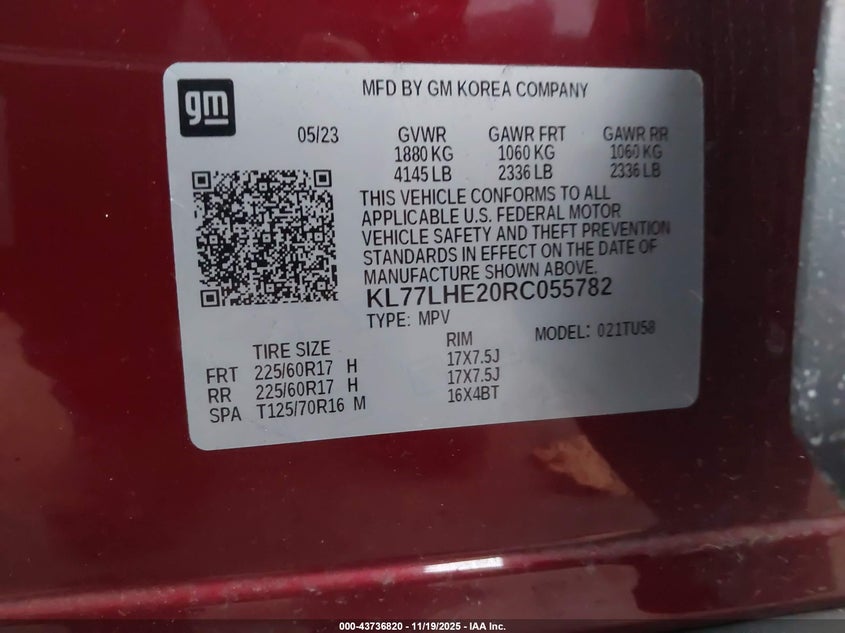 gm
MFD BY GM KOREA COMPANY
05/23 GVWR GAWR FRT GAWR RR
1880 KG 1060 KG 1060 KG
4145 LB 2336 LB 2336 LB
THIS VEHICLE CONFORMS TO ALL
APPLICABLE U.S. FEDERAL MOTOR
VEHICLE SAFETY AND THEFT PREVENTION
STANDARDS IN EFFECT ON THE DATE OF
MANUFACTURE SHOWN ABOVE.
KL77LHE20RC055782
TYPE: MPV MODEL: 021TU58
TIRE SIZE RIM
FRT 225/60R17 H 17X7.5J
RR 225/60R17 H 17X7.5J
SPA T125/70R16 M 16X4BT
000-43736820 - 11/19/2025 - IAA Inc.